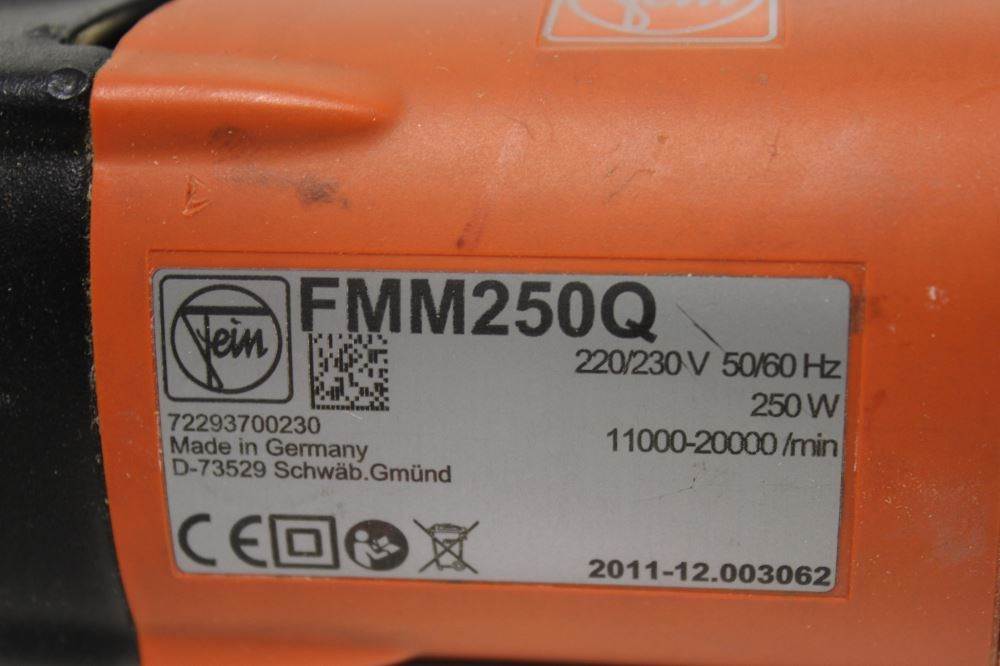 Fein
Fein
FMM250Q
220/230 V 50/60 Hz
250 W
11000-20000 /min
72293700230
Made in Germany
D-73529 Schwäb.Gmünd
CE
2011-12.003062